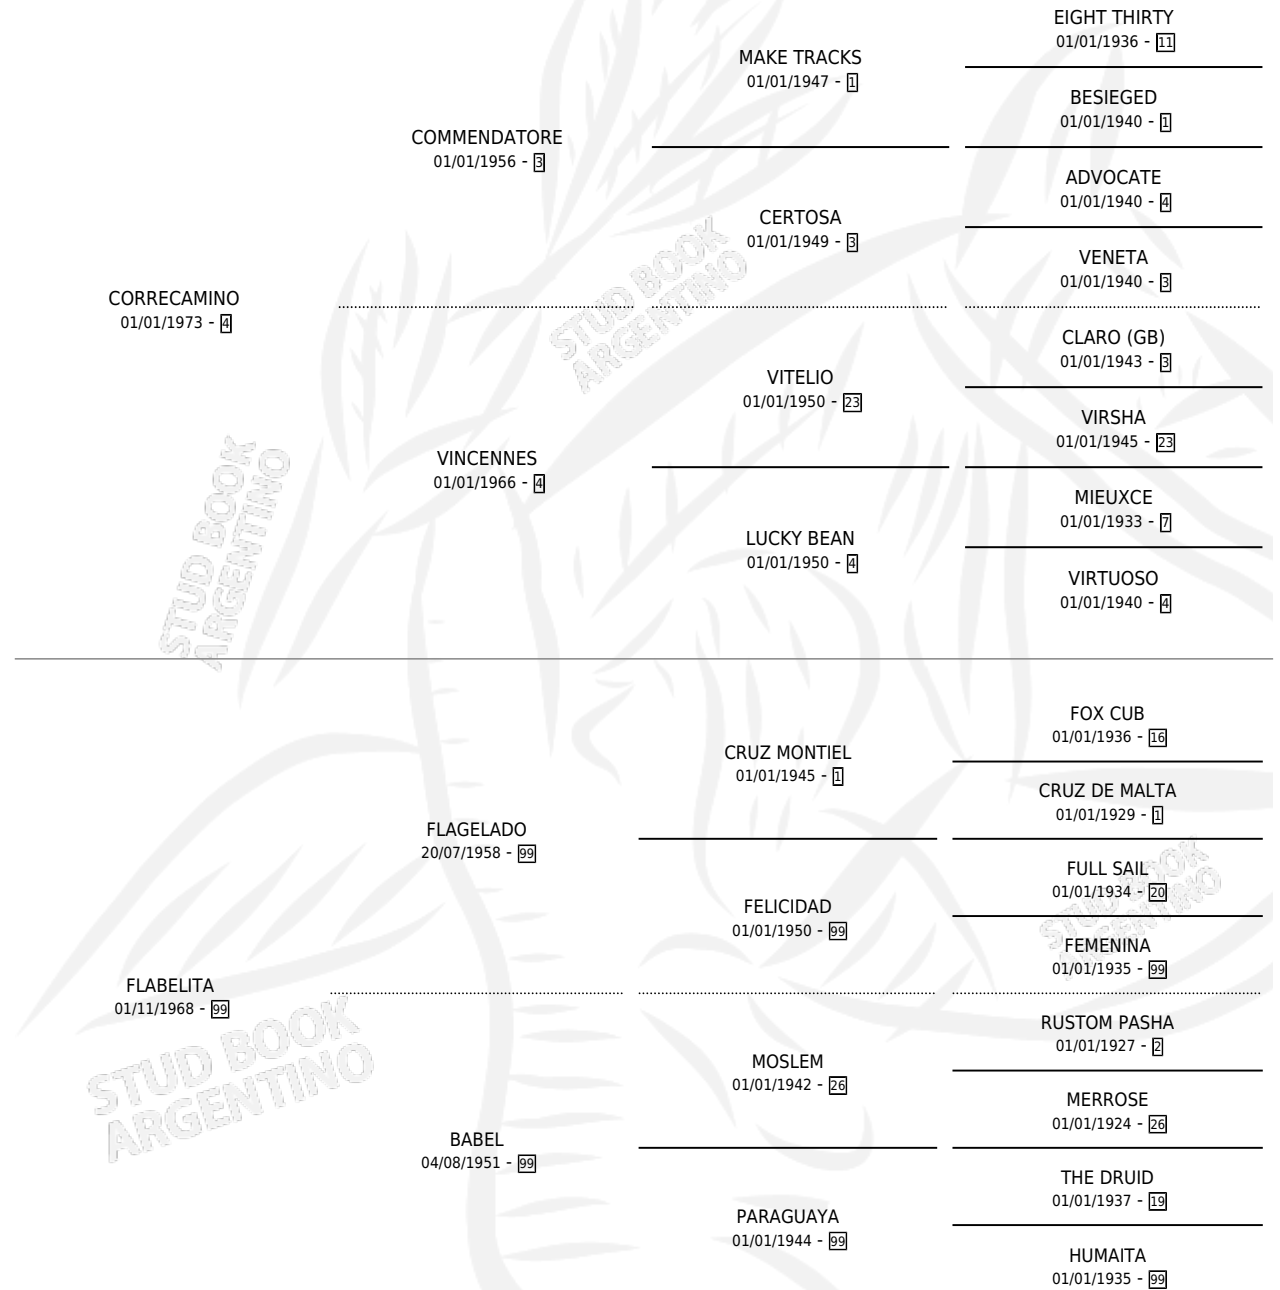 EIGHT THIRTY
01/01/1936 - 11
MAKE TRACKS
01/01/1947 - 1
BESIEGED
01/01/1940 - 1
COMMENDATORE
01/01/1956 - 3
ADVOCATE
01/01/1940 - 4
CERTOSA
01/01/1949 - 3
VENETA
01/01/1940 - 3
CORRECAMINO
01/01/1973 - 4
STUD BOOK
ARGENTINO
CLARO (GB)
01/01/1943 - 3
VITELIO
01/01/1950 - 23
VIRSHA
01/01/1945 - 23
VINCENNES
01/01/1966 - 4
MIEUXCE
01/01/1933 - 7
LUCKY BEAN
01/01/1950 - 4
VIRTUOSO
01/01/1940 - 4
STUD BOOK
ARGENTINO
FOX CUB
01/01/1936 - 16
CRUZ MONTIEL
01/01/1945 - 1
CRUZ DE MALTA
01/01/1929 - 1
FLAGELADO
20/07/1958 - 99
FULL SAIL
01/01/1934 - 20
STUD BOOK
ARGENTINO
FELICIDAD
01/01/1950 - 99
FEMENINA
01/01/1935 - 99
FLABELITA
01/11/1968 - 99
STUD BOOK
ARGENTINO
RUSTOM PASHA
01/01/1927 - 2
MOSLEM
01/01/1942 - 26
MERROSE
01/01/1924 - 26
BABEL
04/08/1951 - 99
THE DRUID
01/01/1937 - 19
PARAGUAYA
01/01/1944 - 99
HUMAITA
01/01/1935 - 99